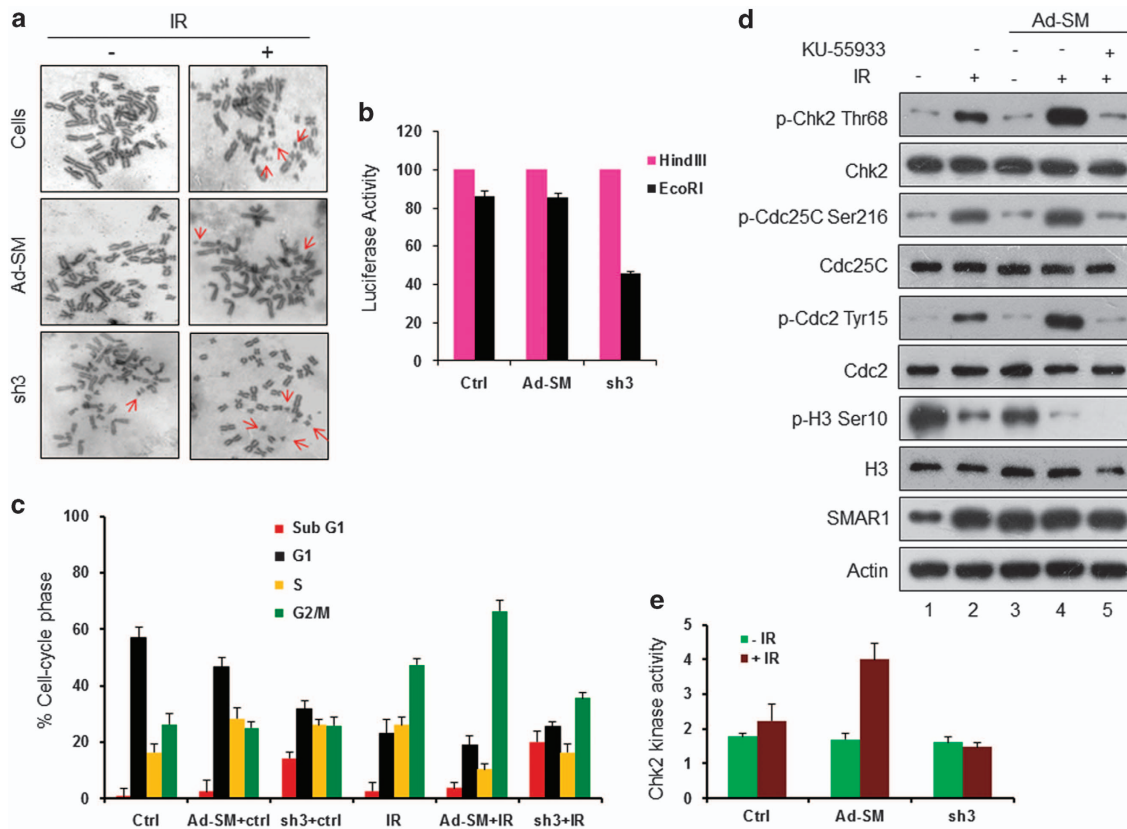 a
IR
- +
Cells
Ad-SM
sh3
b
Luciferase Activity
120
100
80
60
40
20
0
HindIII
EcoRI
Ctrl Ad-SM sh3
c
% Cell-cycle phase
100
80
60
40
20
0
Sub G1
G1
S
G2/M
Ctrl Ad-SM+ctrl sh3+ctrl IR Ad-SM+IR sh3+IR
d
Ad-SM
KU-55933 - - + +
IR - + - + +
p-Chk2 Thr68
Chk2
p-Cdc25C Ser216
Cdc25C
p-Cdc2 Tyr15
Cdc2
p-H3 Ser10
H3
SMAR1
Actin
1 2 3 4 5
e
Chk2 kinase activity
5
4
3
2
1
0
- IR
+ IR
Ctrl Ad-SM sh3